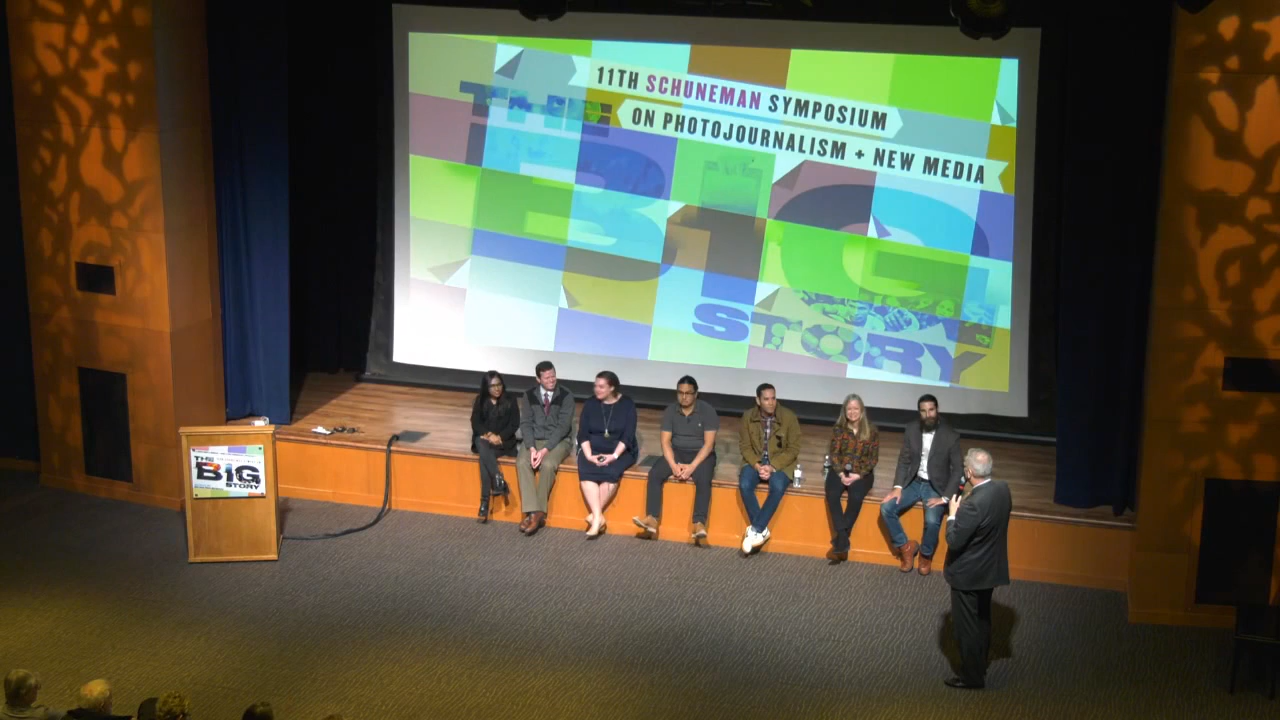 11TH SCHUNEMAN SYMPOSIUM
ON PHOTOJOURNALISM + NEW MEDIA
THE
BIG
STORY
THE
BIG
STORY